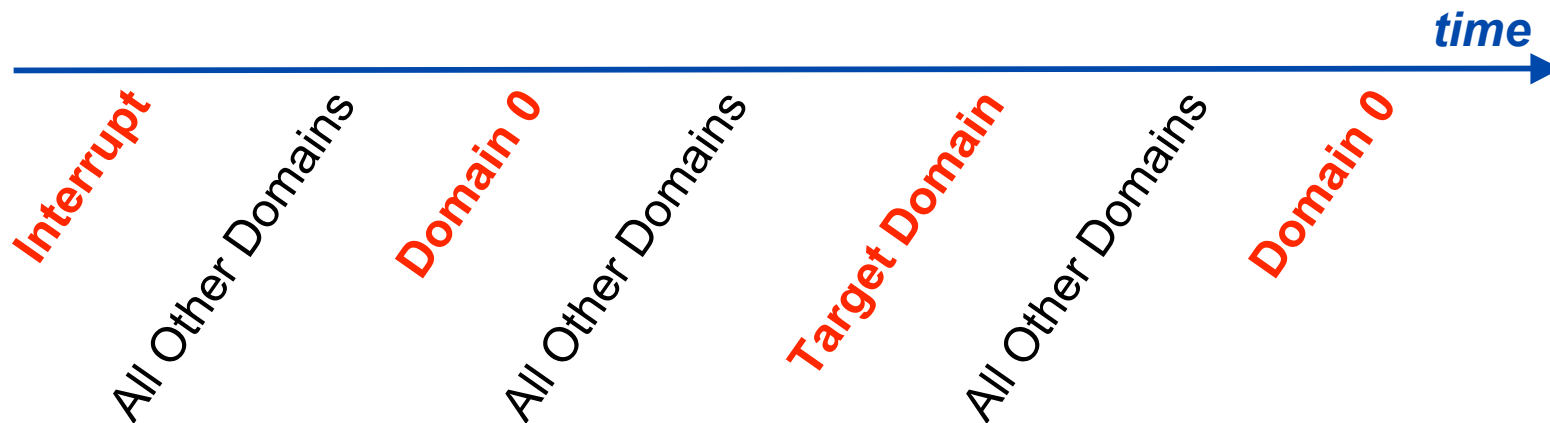 time
Interrupt
All Other Domains
Domain 0
All Other Domains
Target Domain
All Other Domains
Domain 0